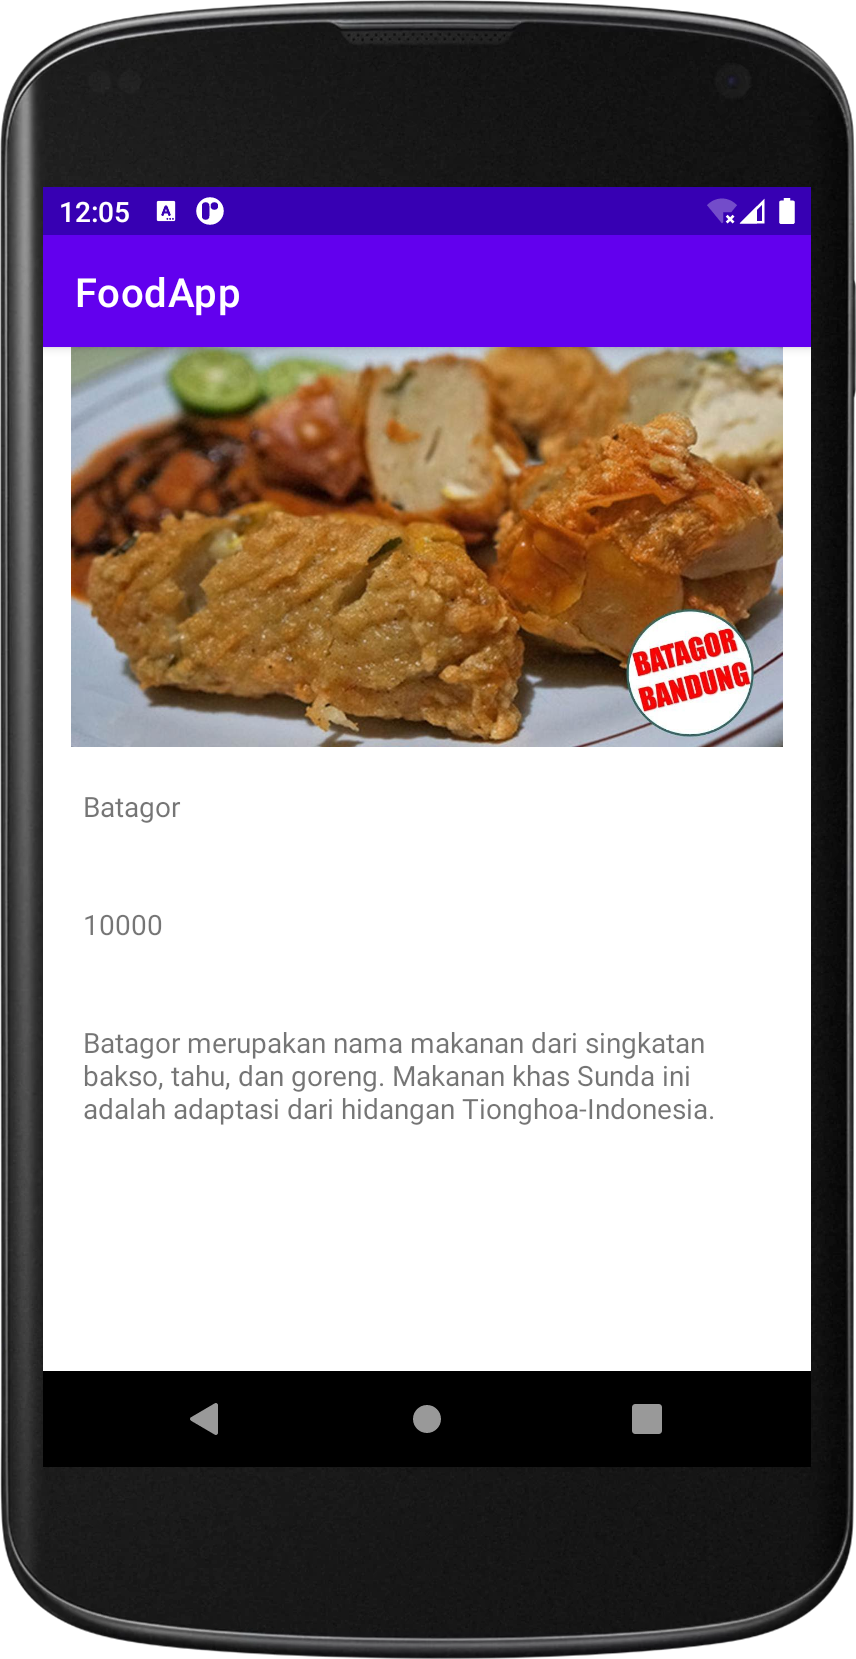 12:05
FoodApp
BATAGOR
BANDUNG
Batagor
10000
Batagor merupakan nama makanan dari singkatan
bakso, tahu, dan goreng. Makanan khas Sunda ini
adalah adaptasi dari hidangan Tionghoa-Indonesia.